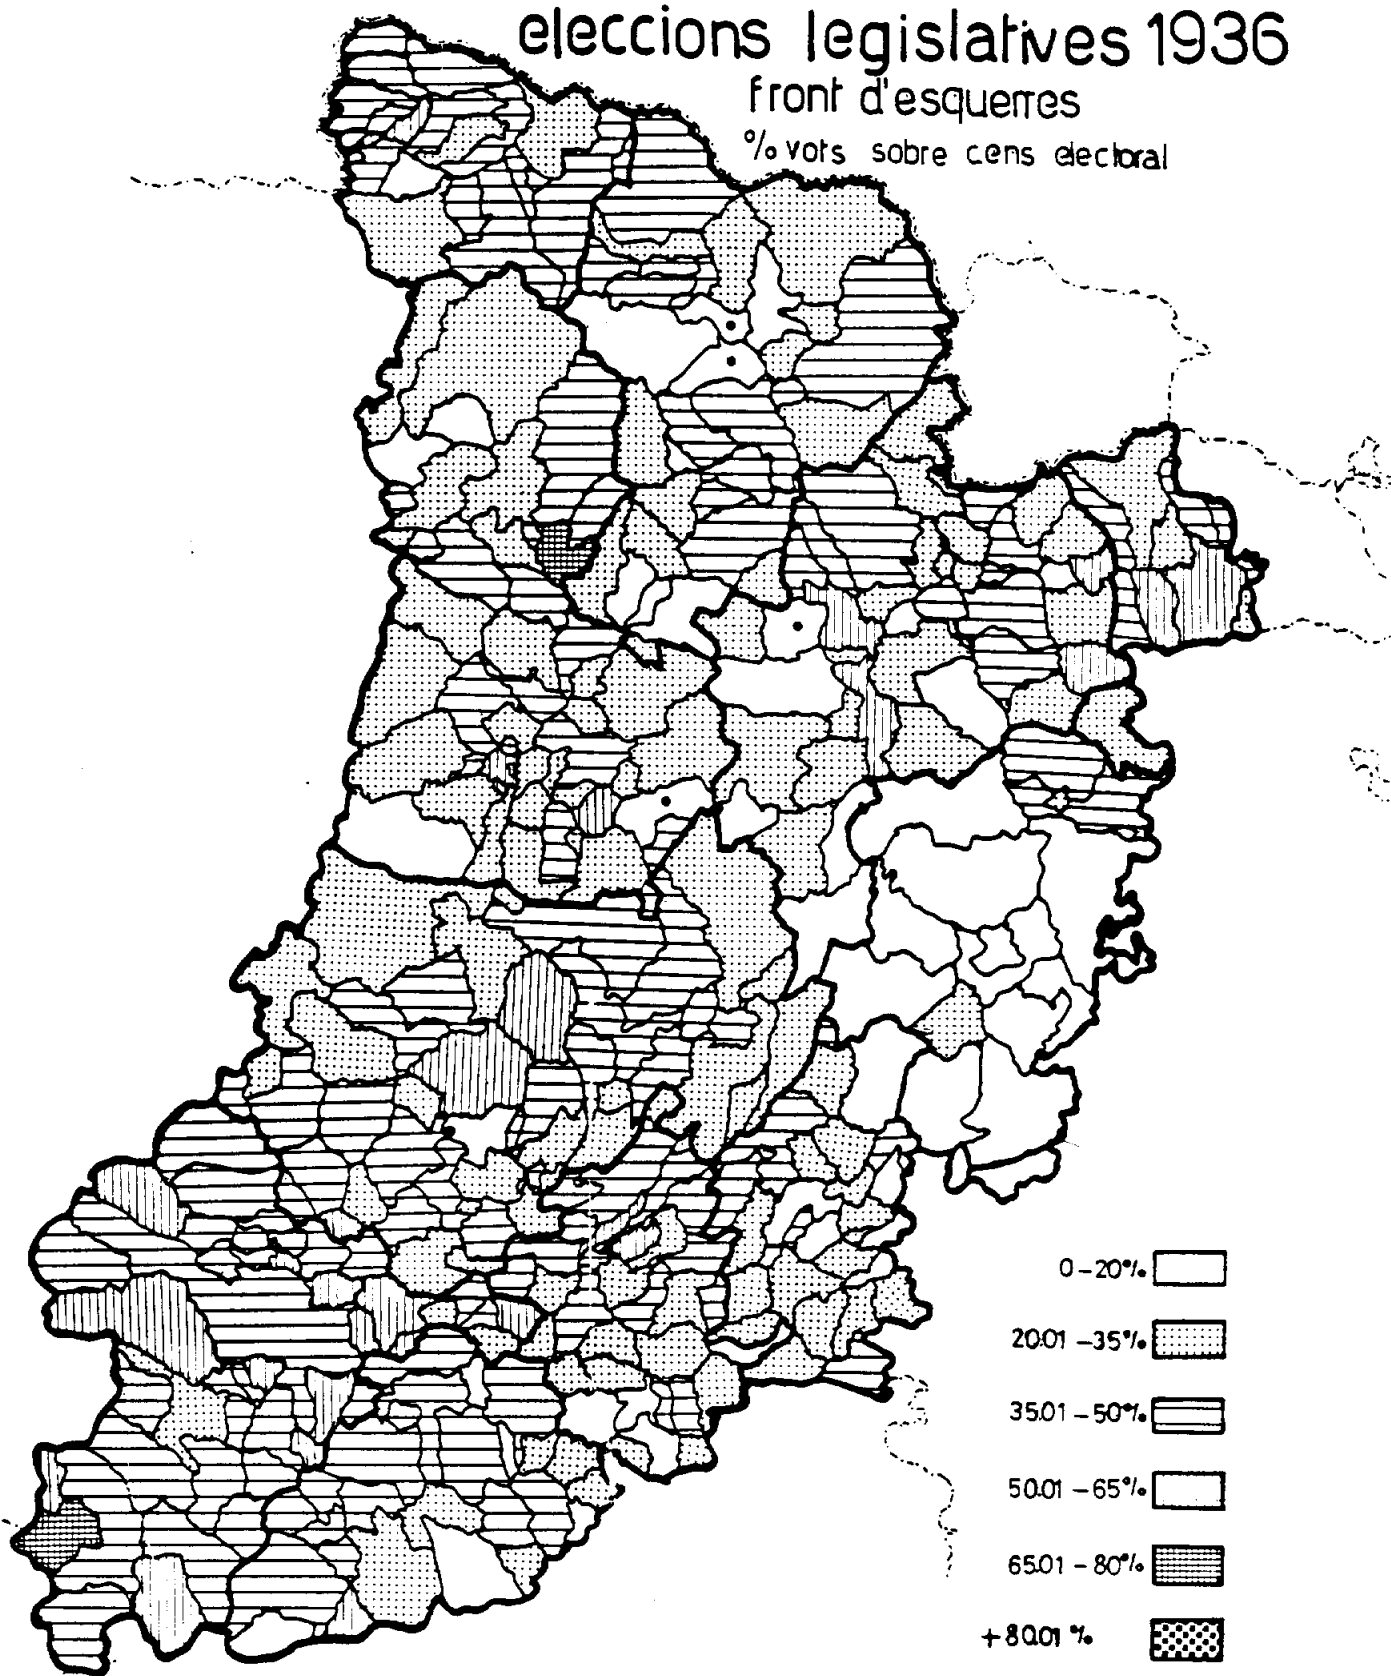 eleccions legislatives 1936
front d'esquerres
% vots sobre cens electoral
0-20%
20.01-35%
35.01-50%
50.01-65%
65.01-80%
+80.01%